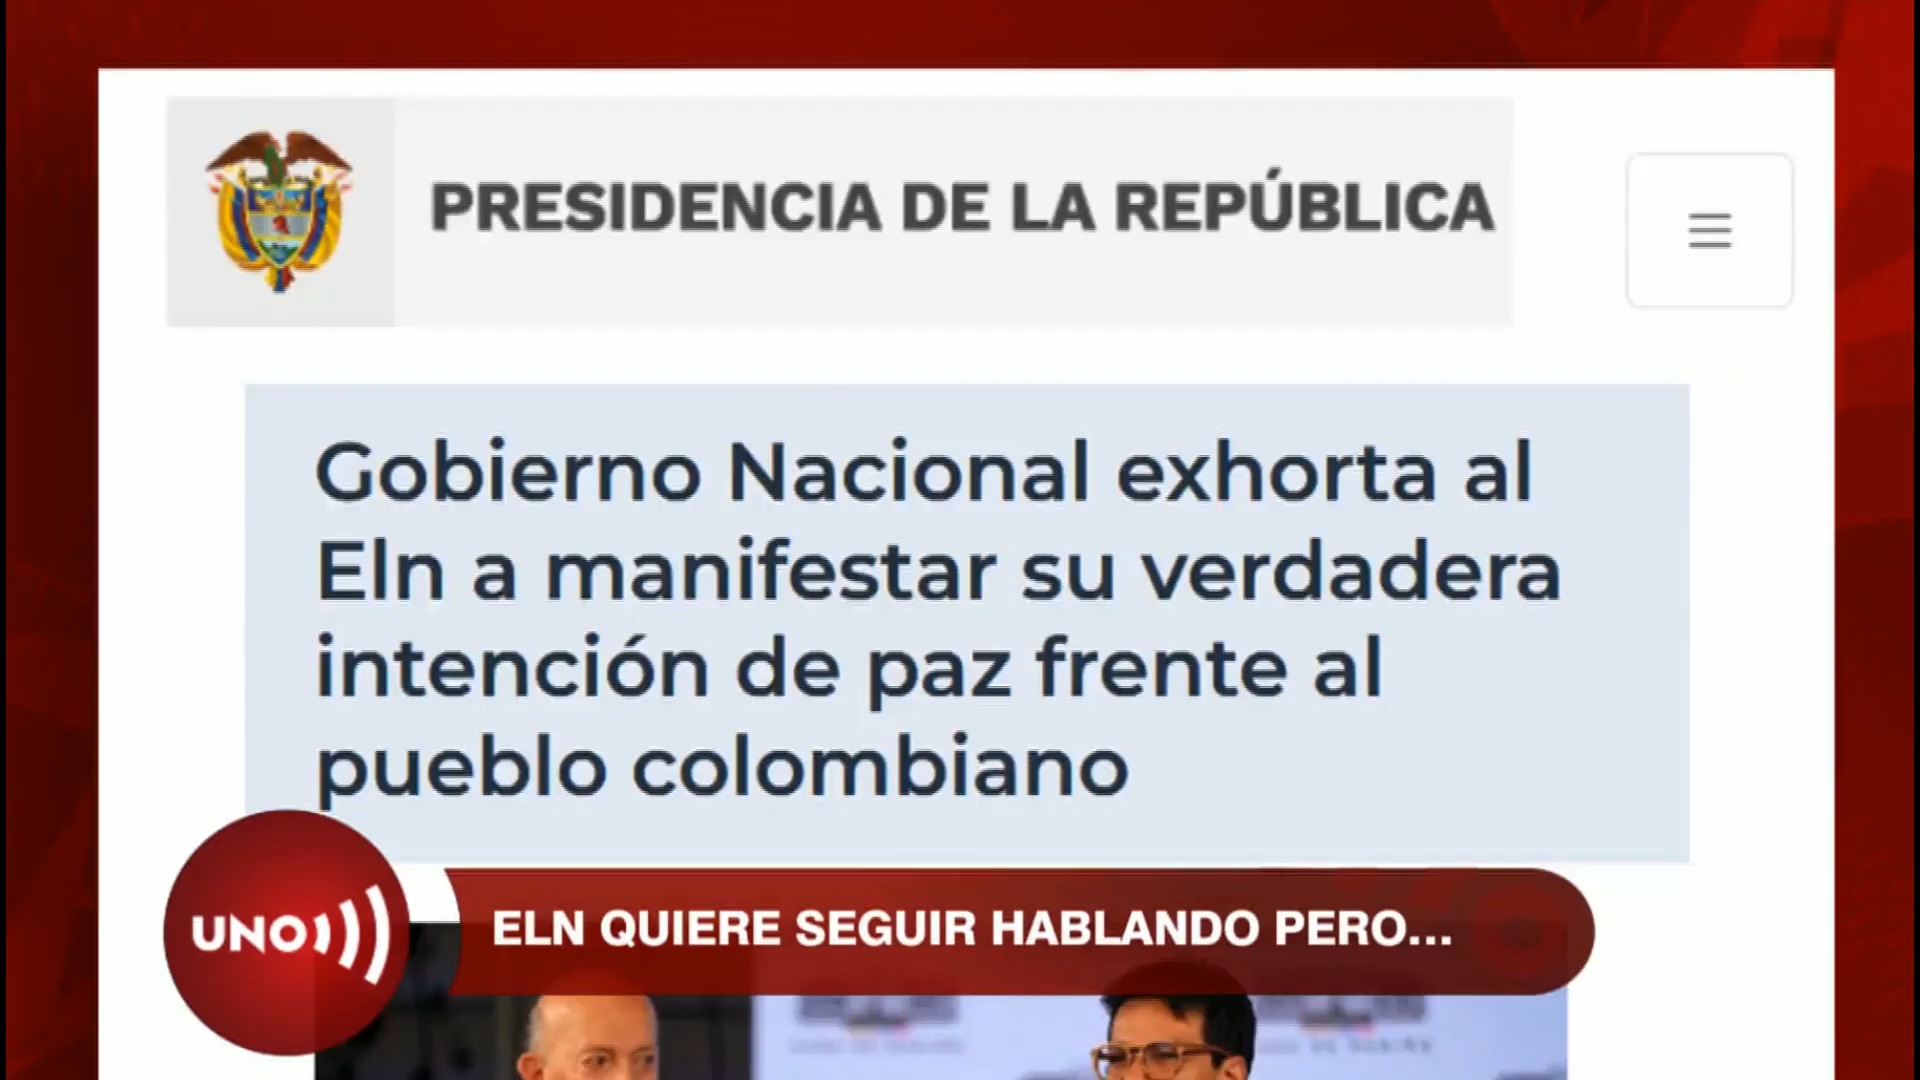 PRESIDENCIA DE LA REPÚBLICA
Gobierno Nacional exhorta al
Eln a manifestar su verdadera
intención de paz frente al
pueblo colombiano
UNO
ELN QUIERE SEGUIR HABLANDO PERO...